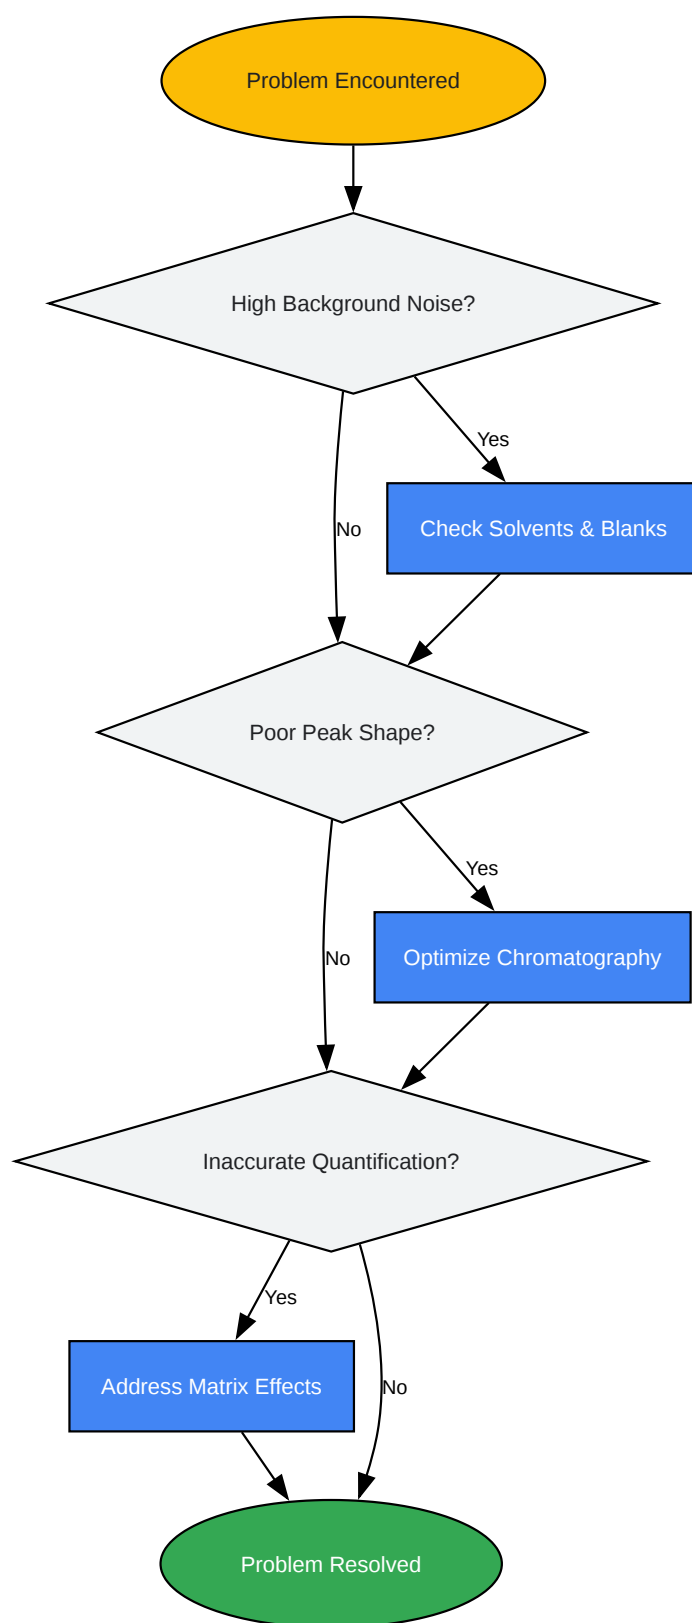 Problem Encountered
High Background Noise?
Yes
Check Solvents & Blanks
No
Poor Peak Shape?
Yes
Optimize Chromatography
No
Inaccurate Quantification?
Yes
Address Matrix Effects
No
Problem Resolved